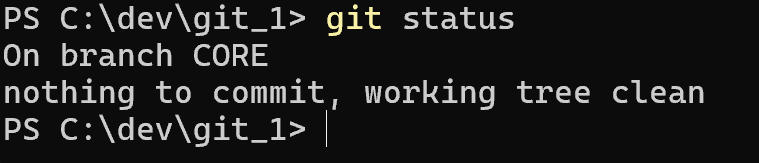 PS C:\dev\git_1> git status
On branch CORE
nothing to commit, working tree clean
PS C:\dev\git_1>